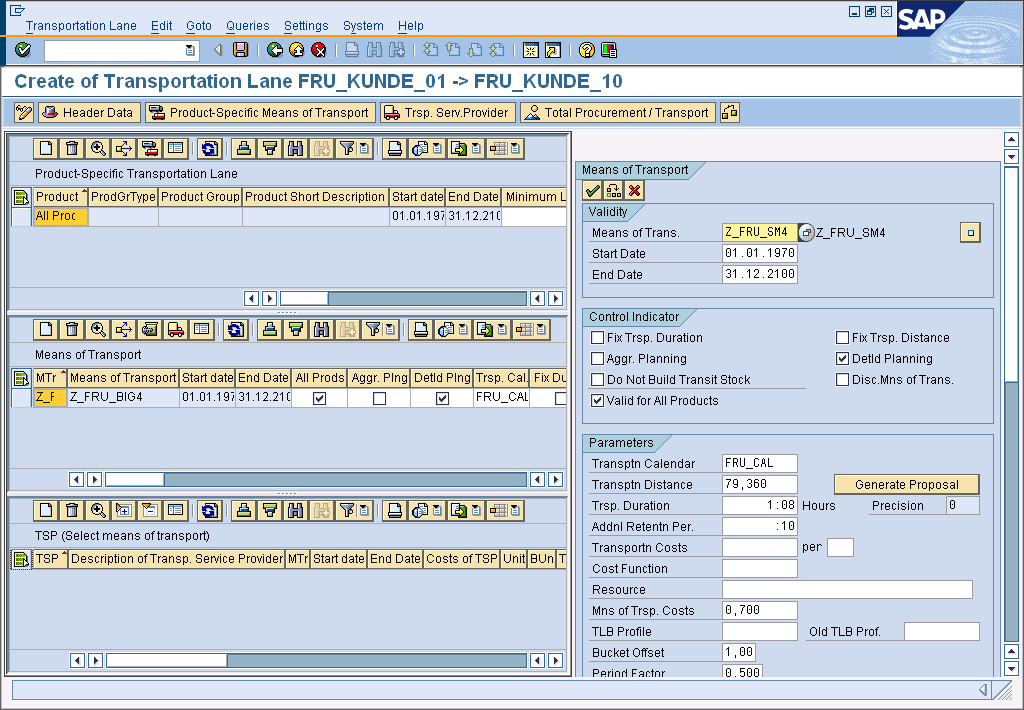 Transportation Lane Edit Goto Queries Settings System Help
SAP
Create of Transportation Lane FRU_KUNDE_01 -> FRU_KUNDE_10
Header Data Product-Specific Means of Transport Trsp. Serv.Provider Total Procurement / Transport
Product-Specific Transportation Lane
Product ProdGrType Product Group Product Short Description Start date End Date Minimum L
All Proc 01.01.197 31.12.210
Means of Transport
MTr Means of Transport Start date End Date All Prods Aggr. Plng Detld Plng Trsp. Cal. Fix Du
Z_F Z_FRU_BIG4 01.01.197 31.12.210 FRU_CAL
TSP (Select means of transport)
TSP Description of Transp. Service Provider MTr Start date End Date Costs of TSP Unit BUn T
Means of Transport
Validity
Means of Trans. Z_FRU_SM4 Z_FRU_SM4
Start Date 01.01.1970
End Date 31.12.2100
Control Indicator
Fix Trsp. Duration Fix Trsp. Distance
Aggr. Planning Detld Planning
Do Not Build Transit Stock Disc.Mns of Trans.
Valid for All Products
Parameters
Transptn Calendar FRU_CAL
Transptn Distance 79,360 Generate Proposal
Trsp. Duration 1:08 Hours Precision 0
Addnl Retentn Per. :10
Transportn Costs per
Cost Function
Resource
Mns of Trsp. Costs 0,700
TLB Profile Old TLB Prof.
Bucket Offset 1,00
Period Factor 0.500